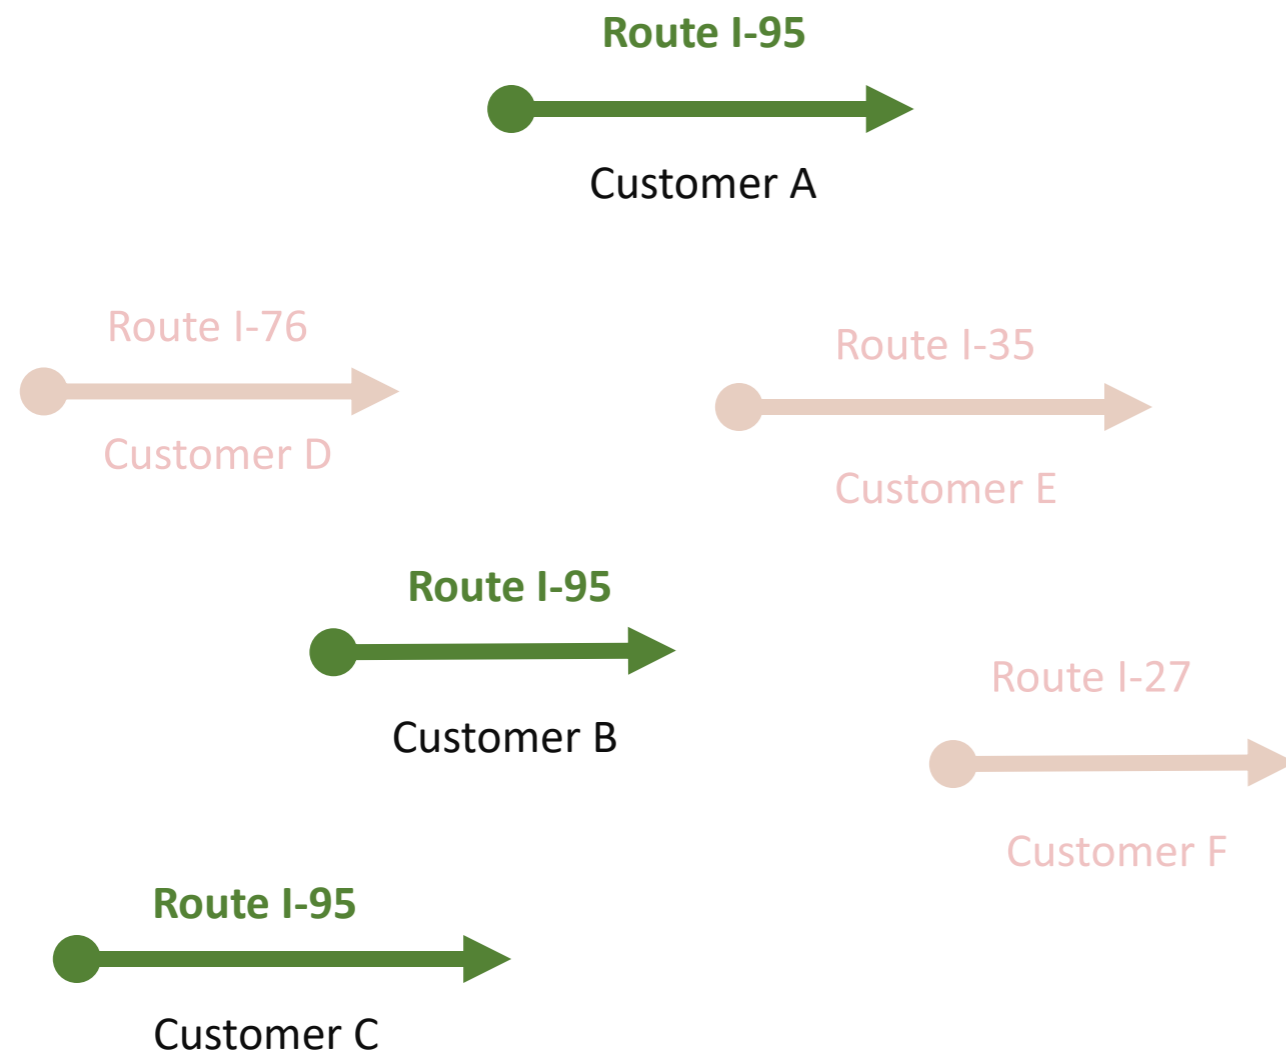 Route I-95
Customer A
Route I-76
Customer D
Route I-35
Customer E
Route I-95
Customer B
Route I-27
Customer F
Route I-95
Customer C